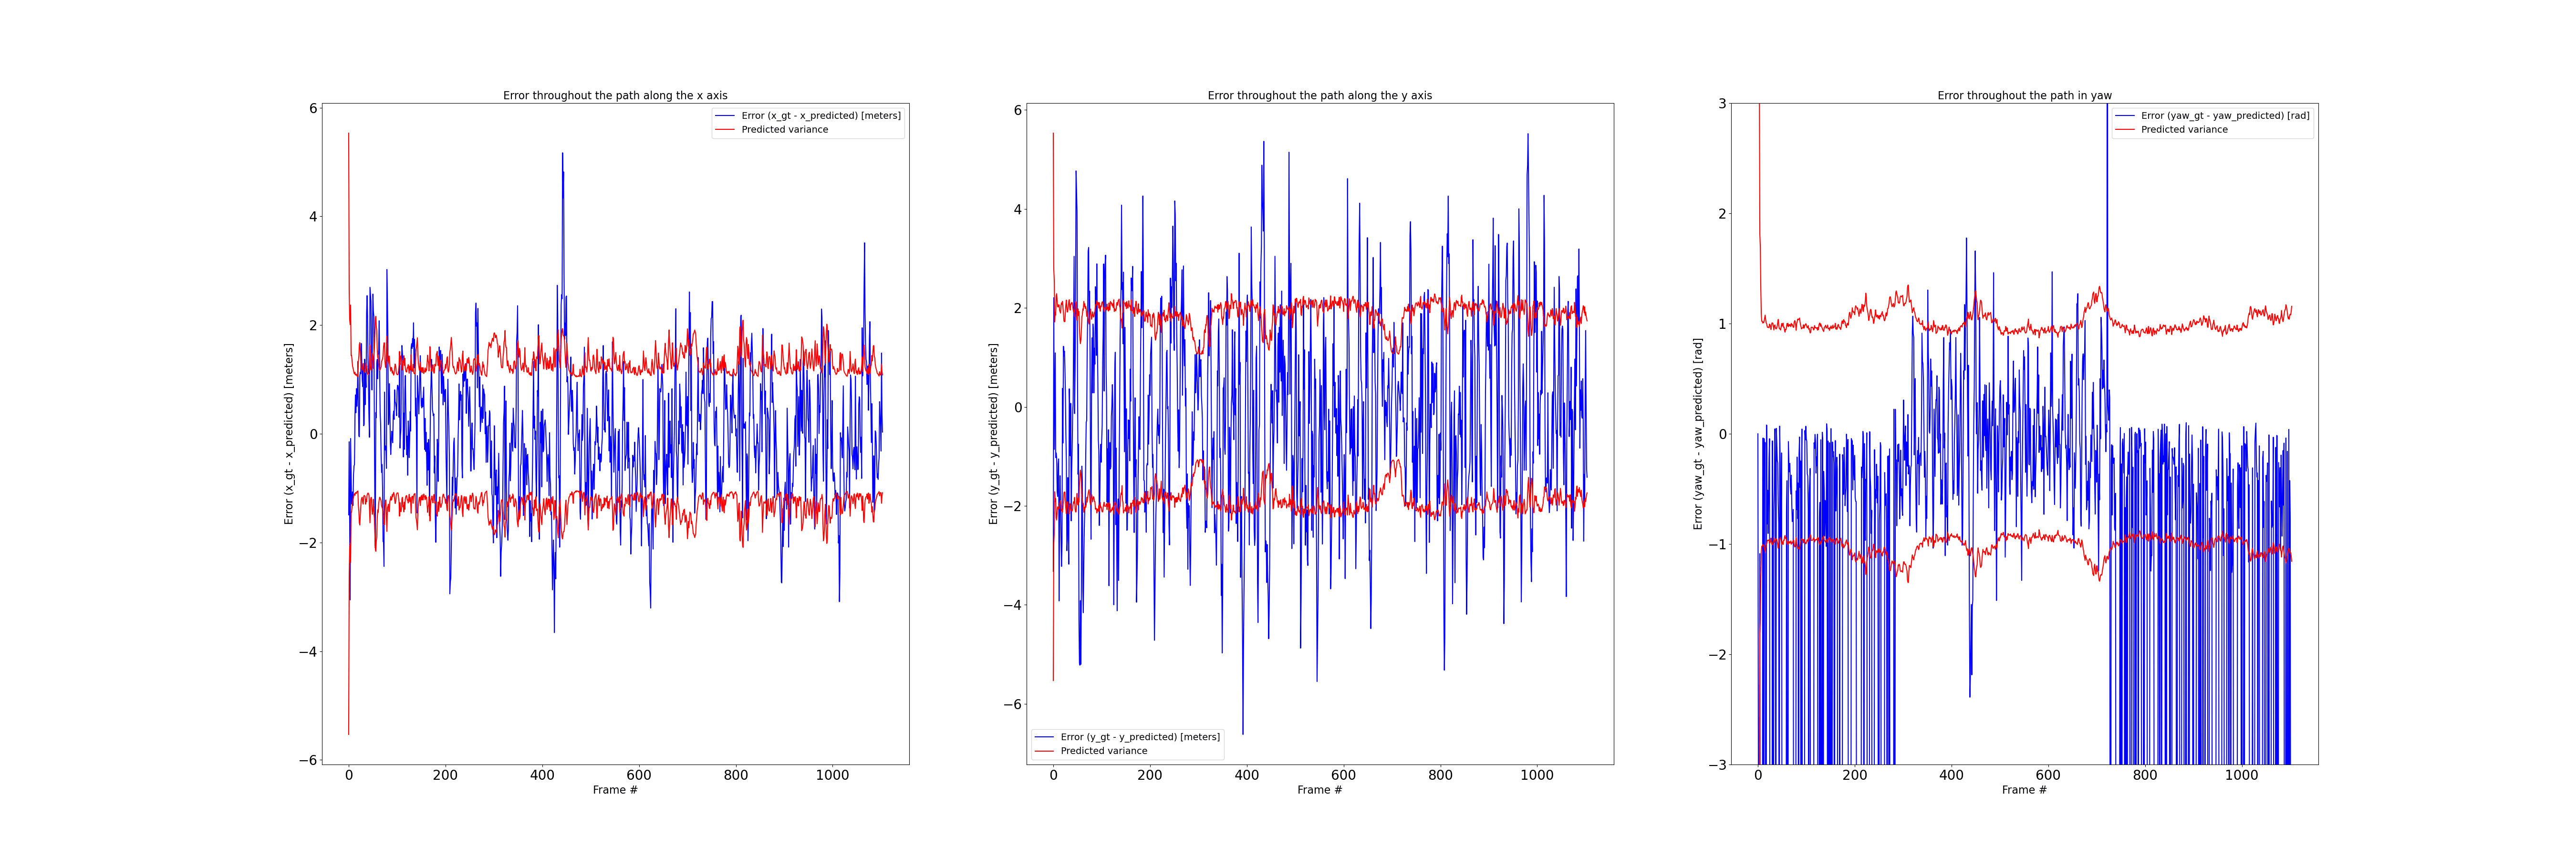 Error throughout the path along the x axis
Error (x_gt - x_predicted) [meters]
Predicted variance
6
4
2
0
−2
−4
−6
Error (x_gt - x_predicted) [meters]
0 200 400 600 800 1000
Frame #
Error throughout the path along the y axis
6
4
2
0
−2
−4
−6
Error (y_gt - y_predicted) [meters]
Error (y_gt - y_predicted) [meters]
Predicted variance
0 200 400 600 800 1000
Frame #
Error throughout the path in yaw
Error (yaw_gt - yaw_predicted) [rad]
Predicted variance
3
2
1
0
−1
−2
−3
Error (yaw_gt - yaw_predicted) [rad]
0 200 400 600 800 1000
Frame #